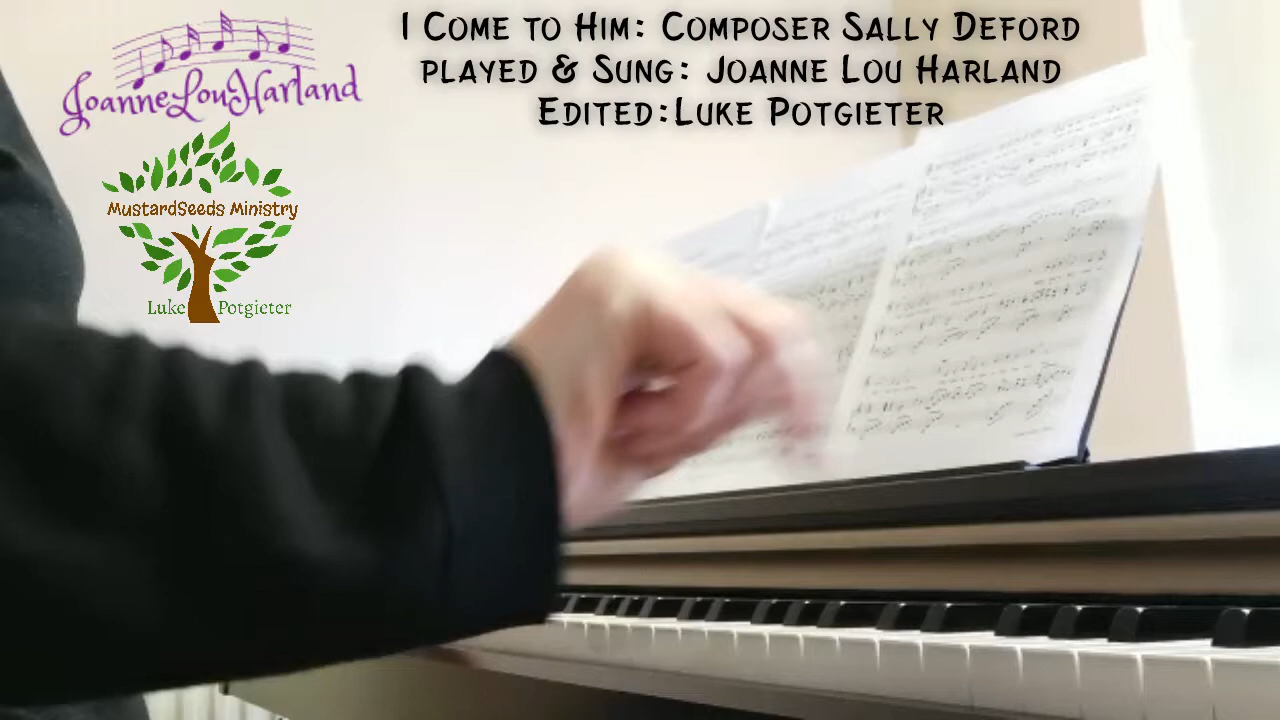 I Come to Him: Composer Sally Deford
played & Sung: Joanne Lou Harland
Edited:Luke Potgieter
JoanneLouHarland
MustardSeeds Ministry
Luke Potgieter